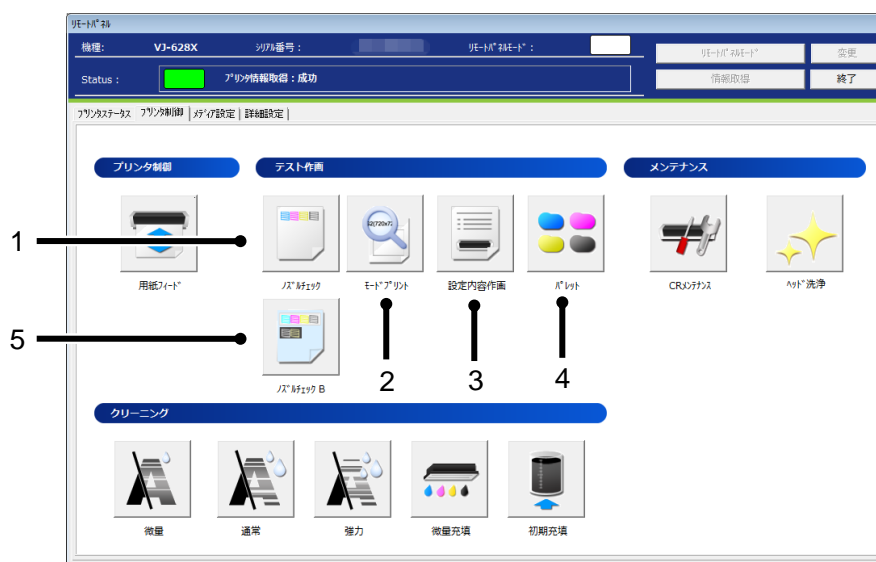 ﾘﾓｰﾄﾊﾟﾈﾙ
機種: VJ-628X ｼﾘｱﾙ番号： ﾘﾓｰﾄﾊﾟﾈﾙﾓｰﾄﾞ： ﾘﾓｰﾄﾊﾟﾈﾙﾓｰﾄﾞ 変更
Status： ﾌﾟﾘﾝﾀ情報取得：成功 情報取得 終了
ﾌﾟﾘﾝﾀｽﾃｰﾀｽ ﾌﾟﾘﾝﾀ制御 ﾒﾃﾞｨｱ設定 詳細設定
プリンタ制御 テスト作画 メンテナンス
1
用紙ﾌｨｰﾄﾞ ﾉｽﾞﾙﾁｪｯｸ ﾓｰﾄﾞﾌﾟﾘﾝﾄ 設定内容作画 ﾊﾟﾚｯﾄ CRﾒﾝﾃﾅﾝｽ ﾍｯﾄﾞ洗浄
5
2 3 4
ﾉｽﾞﾙﾁｪｯｸ B
クリーニング
微量 通常 強力 微量充填 初期充填